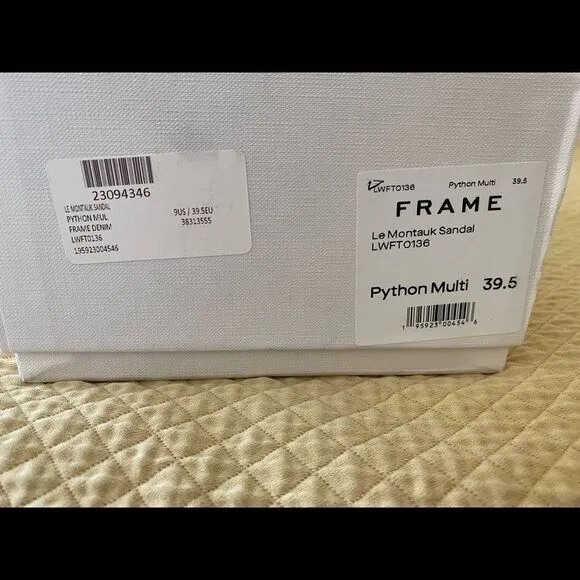 23094346
LE MONTAUK SANDAL
PYTHON MUL 9US / 39.5EU
FRAME DENIM 38313555
LWFT0136
195923004546
LWFT0136 Python Multi 39.5
FRAME
Le Montauk Sandal
LWFT0136
Python Multi 39.5
1 95923 00454 6